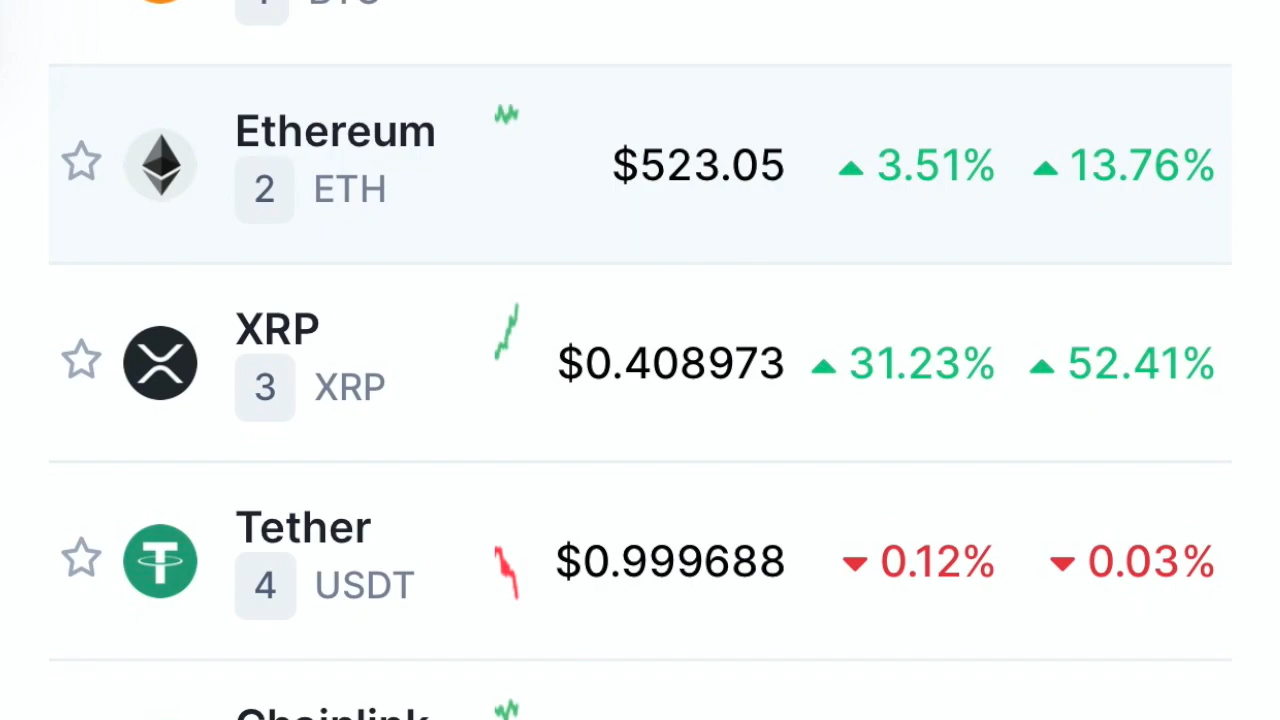 Ethereum
2 ETH
$523.05 3.51% 13.76%
XRP
3 XRP
$0.408973 31.23% 52.41%
Tether
4 USDT
$0.999688 0.12% 0.03%